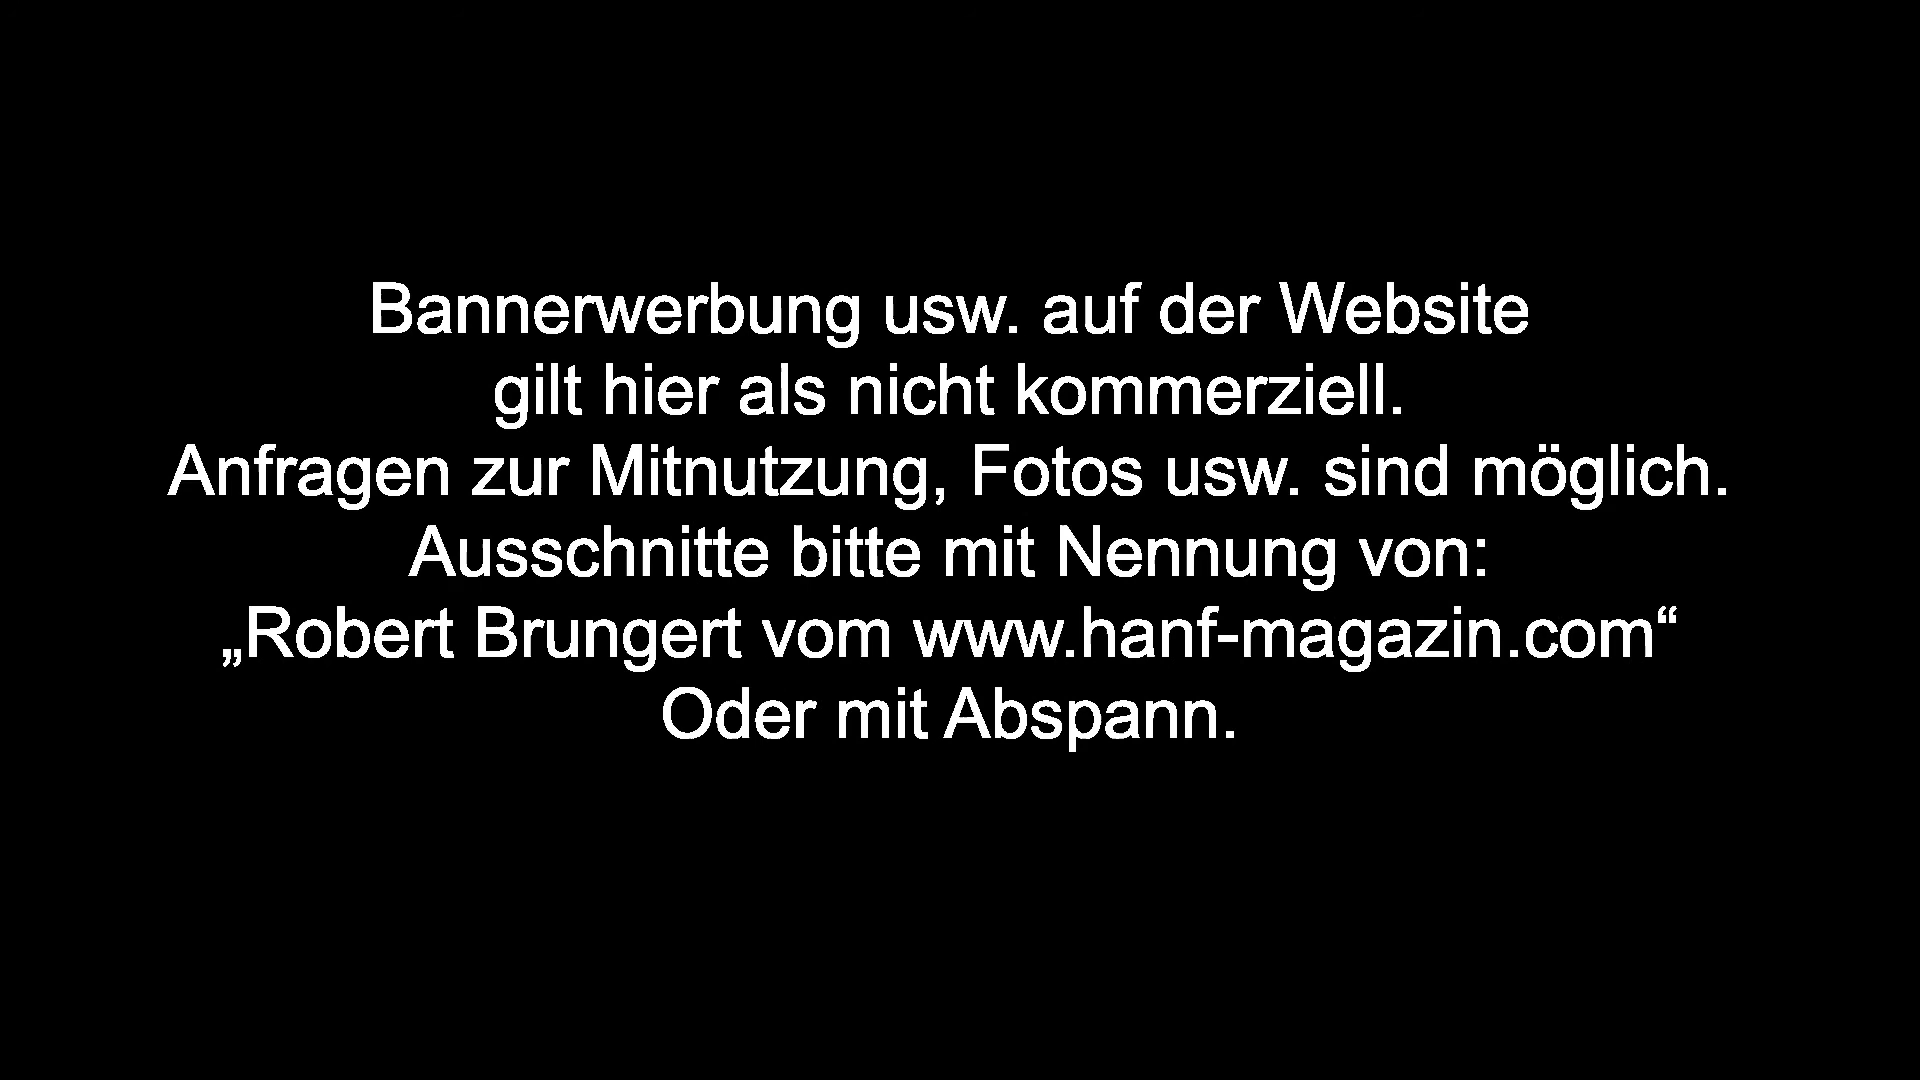 Bannerwerbung usw. auf der Website
gilt hier als nicht kommerziell.
Anfragen zur Mitnutzung, Fotos usw. sind möglich.
Ausschnitte bitte mit Nennung von:
„Robert Brungert vom www.hanf-magazin.com“
Oder mit Abspann.